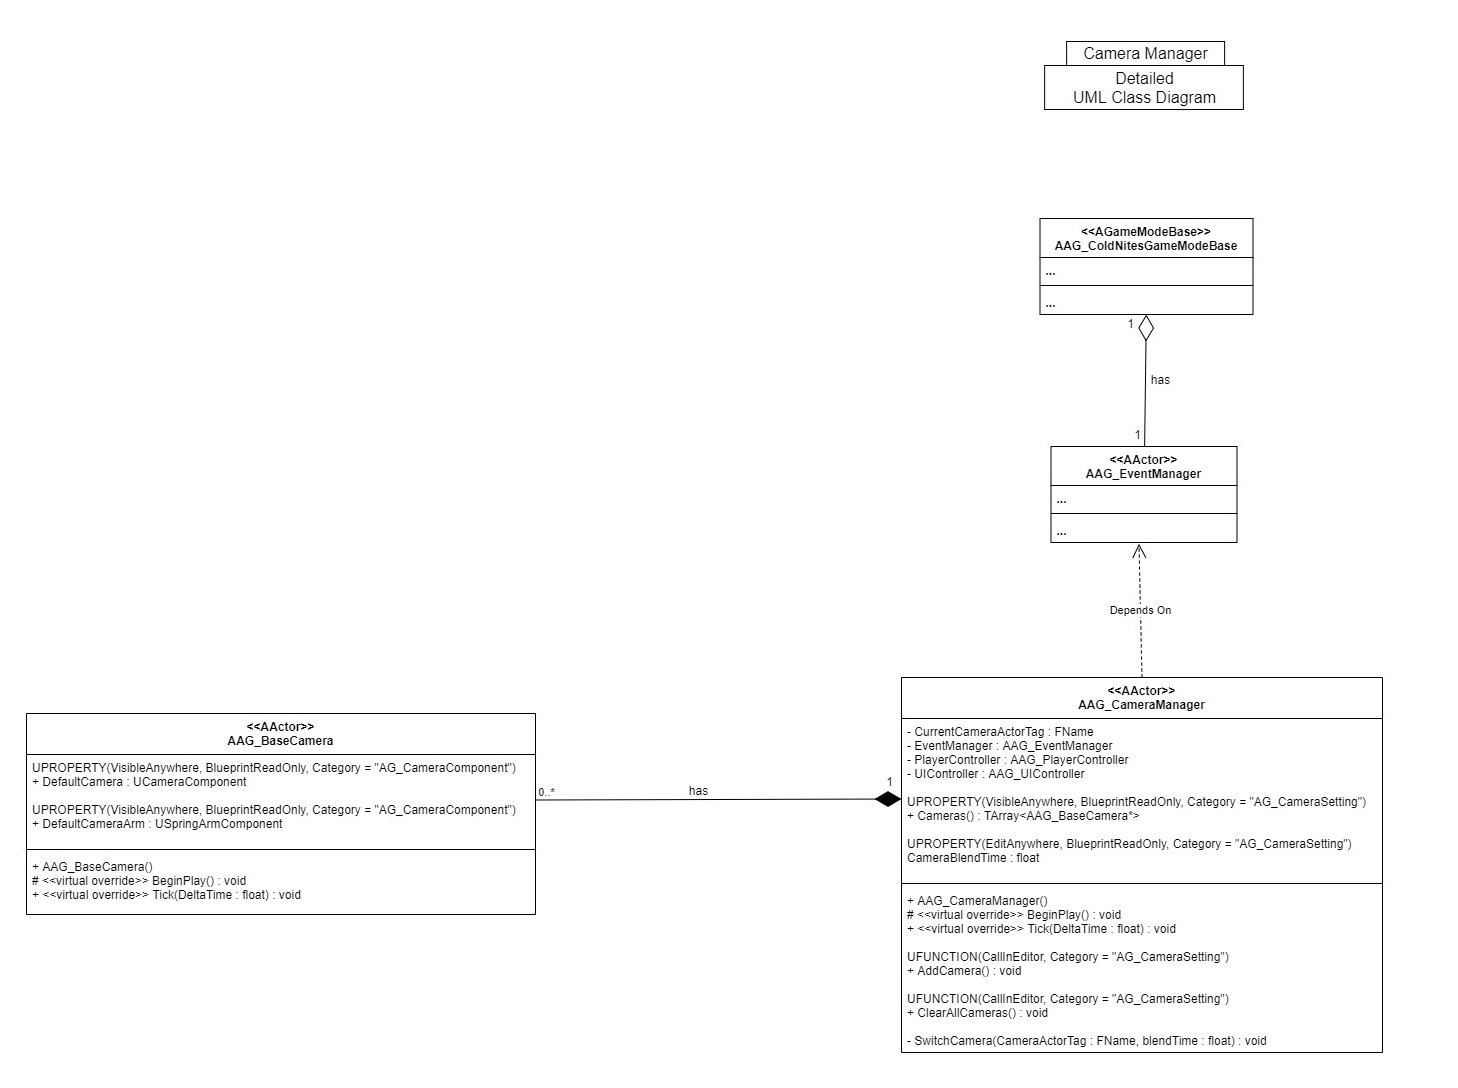 Camera Manager
Detailed
UML Class Diagram
<<AGameModeBase>>
AAG_ColdNitesGameModeBase
...
...
1
has
1
<<AActor>>
AAG_EventManager
...
...
Depends On
<<AActor>>
AAG_CameraManager
- CurrentCameraActorTag : FName
- EventManager : AAG_EventManager
- PlayerController : AAG_PlayerController
- UIController : AAG_UIController
UPROPERTY(VisibleAnywhere, BlueprintReadOnly, Category = "AG_CameraSetting")
+ Cameras() : TArray<AAG_BaseCamera*>
UPROPERTY(EditAnywhere, BlueprintReadOnly, Category = "AG_CameraSetting")
CameraBlendTime : float
+ AAG_CameraManager()
# <<virtual override>> BeginPlay() : void
+ <<virtual override>> Tick(DeltaTime : float) : void
UFUNCTION(CallInEditor, Category = "AG_CameraSetting")
+ AddCamera() : void
UFUNCTION(CallInEditor, Category = "AG_CameraSetting")
+ ClearAllCameras() : void
- SwitchCamera(CameraActorTag : FName, blendTime : float) : void
1
has
0..*
<<AActor>>
AAG_BaseCamera
UPROPERTY(VisibleAnywhere, BlueprintReadOnly, Category = "AG_CameraComponent")
+ DefaultCamera : UCameraComponent
UPROPERTY(VisibleAnywhere, BlueprintReadOnly, Category = "AG_CameraComponent")
+ DefaultCameraArm : USpringArmComponent
+ AAG_BaseCamera()
# <<virtual override>> BeginPlay() : void
+ <<virtual override>> Tick(DeltaTime : float) : void